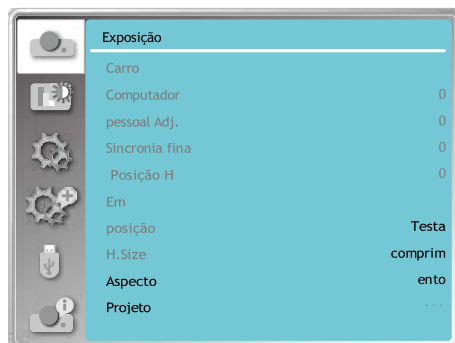 Exposição
Carro
Computador 0
pessoal Adj. 0
Sincronia fina 0
Posição H 0
Em
posição Testa
H.Size comprim
Aspecto ento
Projeto ...